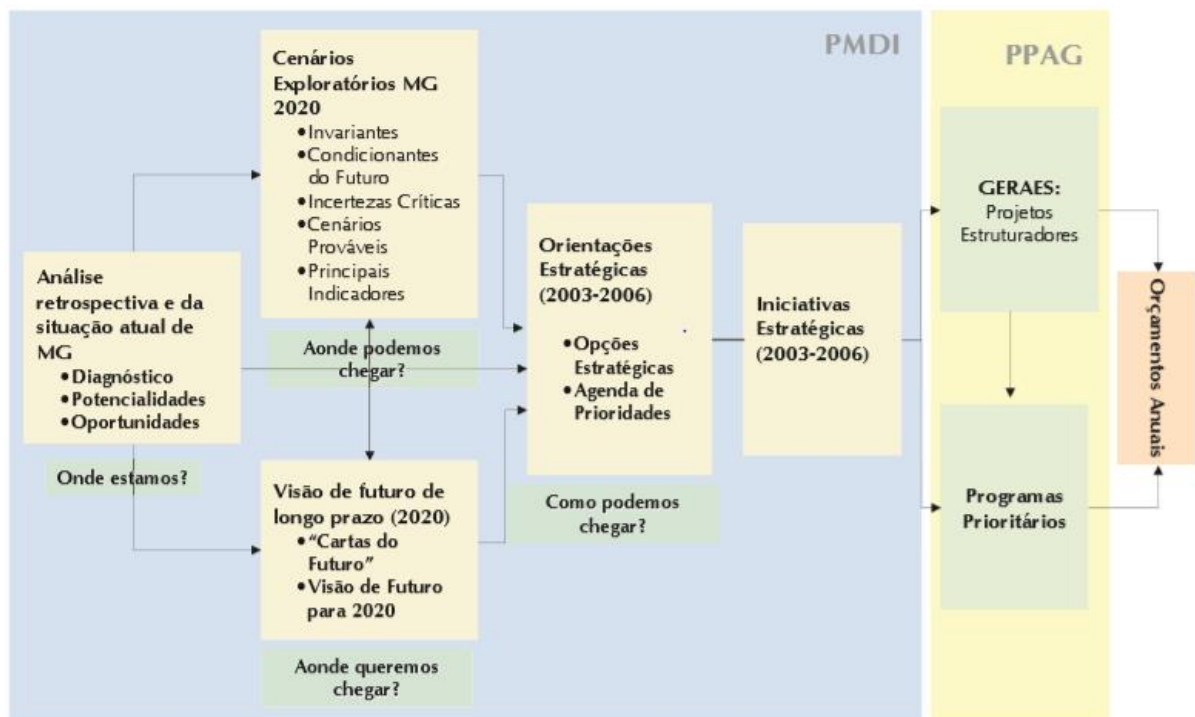 PMDI
PPAG
Cenários
Exploratórios MG
2020
•Invariantes
•Condicionantes
do Futuro
•Incertezas Críticas
•Cenários
Prováveis
•Principais
Indicadores
Aonde podemos
chegar?
Análise
retrospectiva e da
situação atual de
MG
•Diagnóstico
•Potencialidades
•Oportunidades
Onde estamos?
Visão de futuro de
longo prazo (2020)
•“Cartas do
Futuro”
•Visão de Futuro
para 2020
Aonde queremos
chegar?
Orientações
Estratégicas
(2003-2006)
•Opções
Estratégicas
•Agenda de
Prioridades
Como podemos
chegar?
Iniciativas
Estratégicas
(2003-2006)
GERAES:
Projetos
Estruturadores
Programas
Prioritários
Orçamentos Anuais